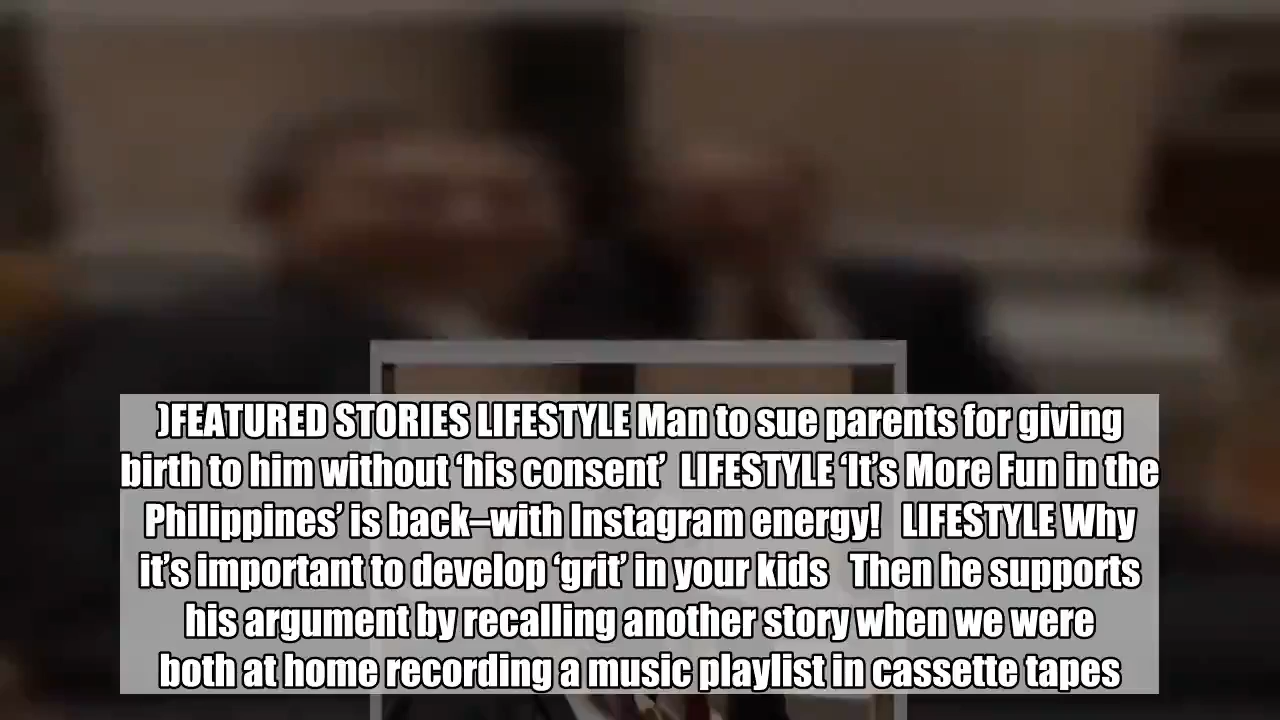 )FEATURED STORIES LIFESTYLE Man to sue parents for giving
birth to him without ‘his consent’ LIFESTYLE ‘It’s More Fun in the
Philippines’ is back–with Instagram energy! LIFESTYLE Why
it’s important to develop ‘grit’ in your kids Then he supports
his argument by recalling another story when we were
both at home recording a music playlist in cassette tapes